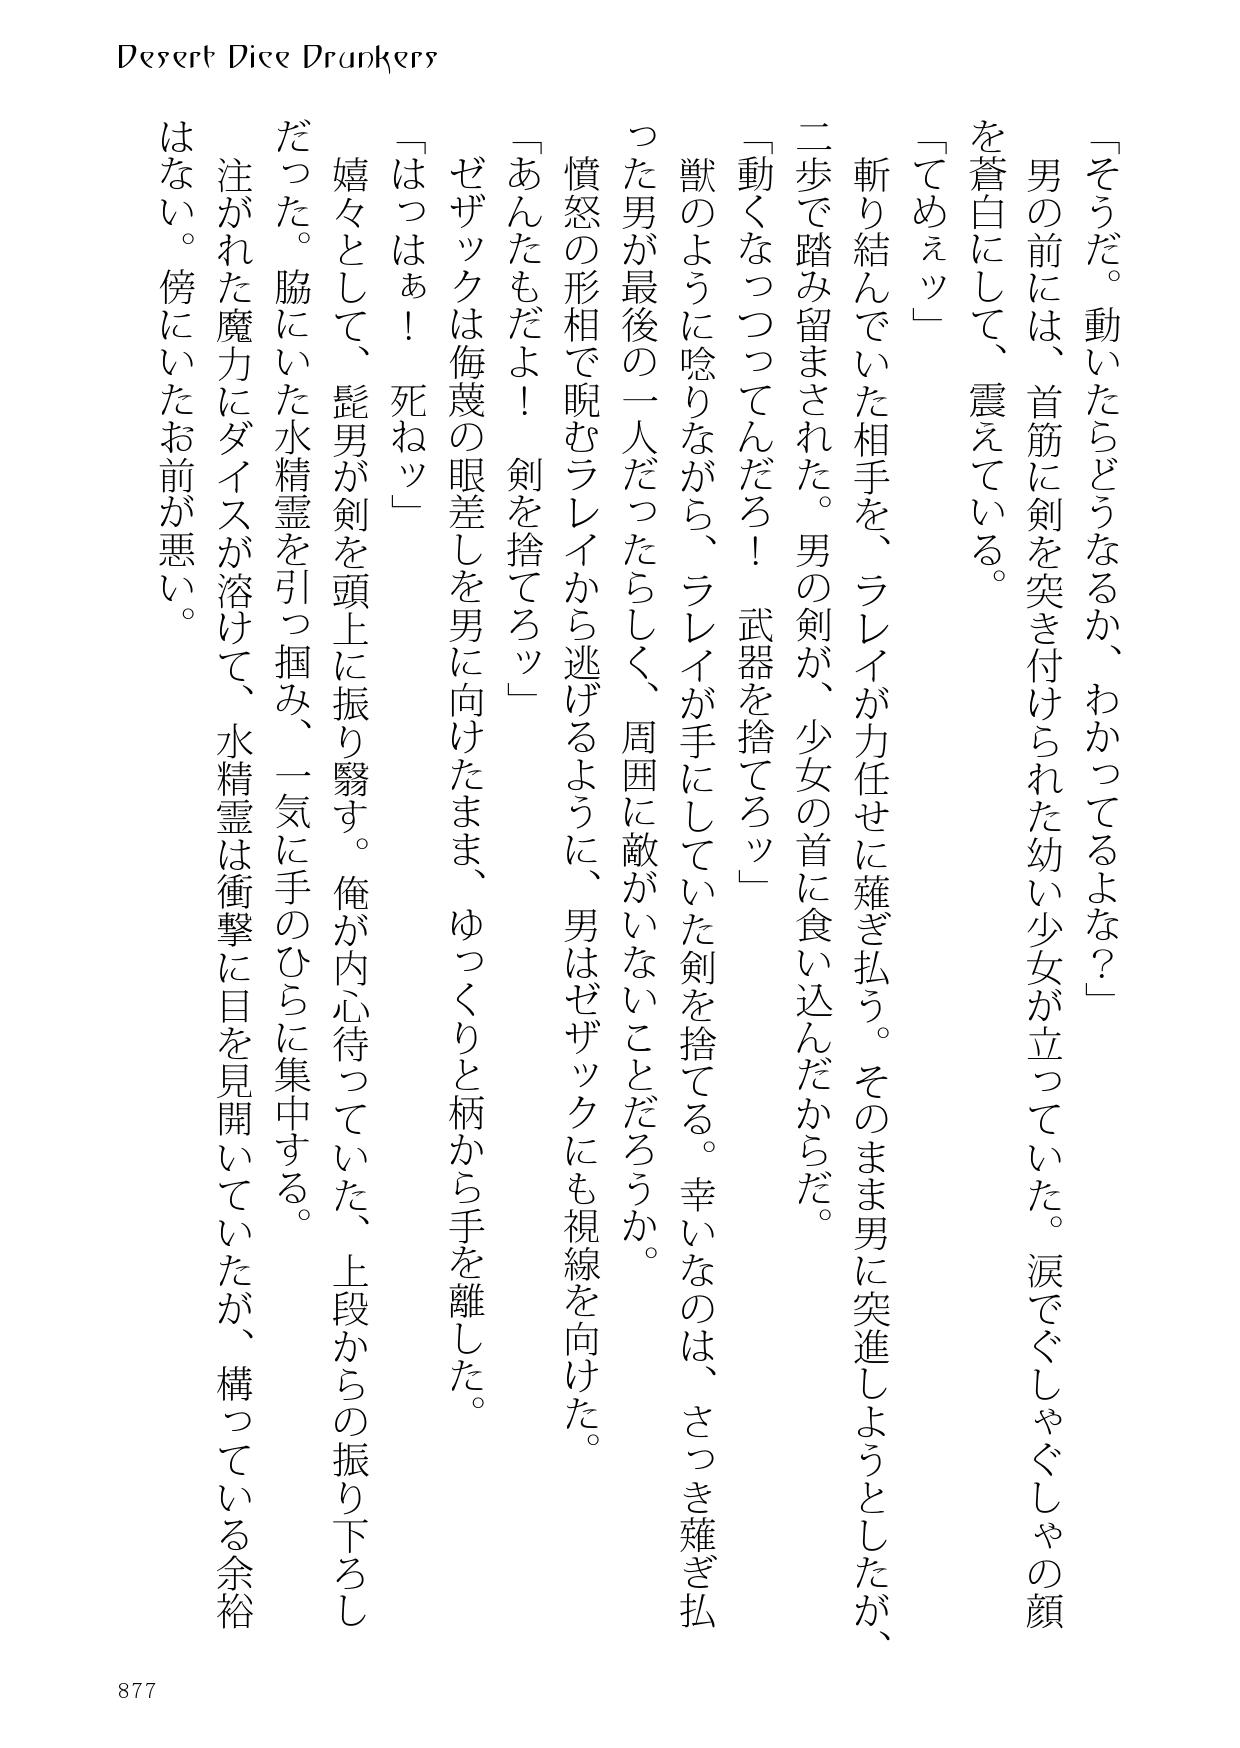 Desert Dice Drunkers
「そうだ。動いたらどうなるか、わかってるよな？」
男の前には、首筋に剣を突き付けられた幼い少女が立っていた。涙でぐしゃぐしゃの顔
を蒼白にして、震えている。
「てめぇッ」
斬り結んでいた相手を、ラレイが力任せに薙ぎ払う。そのまま男に突進しようとしたが、
二歩で踏み留まされた。男の剣が、少女の首に食い込んだからだ。
「動くなっつってんだろ！　武器を捨てろッ」
獣のように唸りながら、ラレイが手にしていた剣を捨てる。幸いなのは、さっき薙ぎ払
った男が最後の一人だったらしく、周囲に敵がいないことだろうか。
憤怒の形相で睨むラレイから逃げるように、男はゼザックにも視線を向けた。
「あんたもだよ！　剣を捨てろッ」
ゼザックは侮蔑の眼差しを男に向けたまま、ゆっくりと柄から手を離した。
「はっはぁ！　死ねッ」
嬉々として、髭男が剣を頭上に振り翳す。俺が内心待っていた、上段からの振り下ろし
だった。脇にいた水精霊を引っ掴み、一気に手のひらに集中する。
注がれた魔力にダイスが溶けて、水精霊は衝撃に目を見開いていたが、構っている余裕
はない。傍にいたお前が悪い。
877